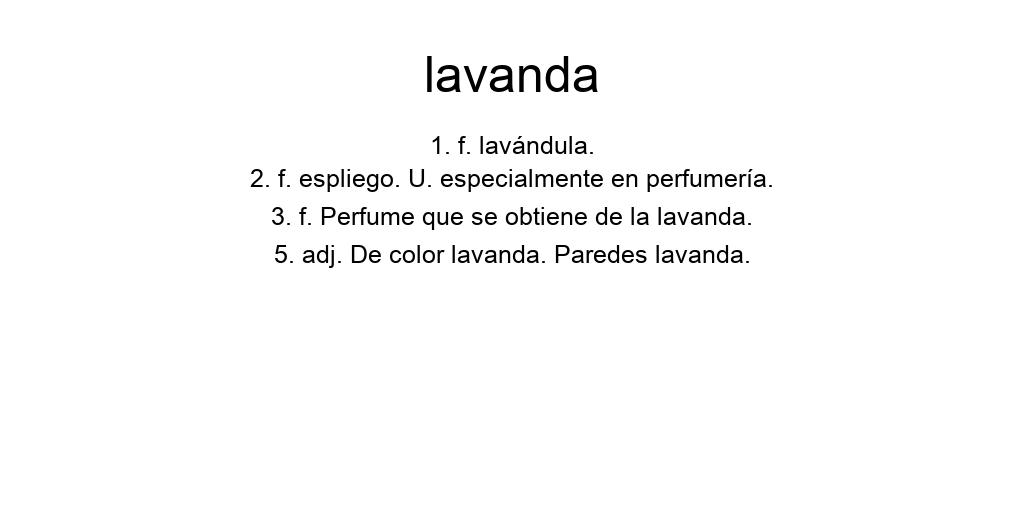 lavanda
1. f. lavándula.
2. f. espliego. U. especialmente en perfumería.
3. f. Perfume que se obtiene de la lavanda.
5. adj. De color lavanda. Paredes lavanda.